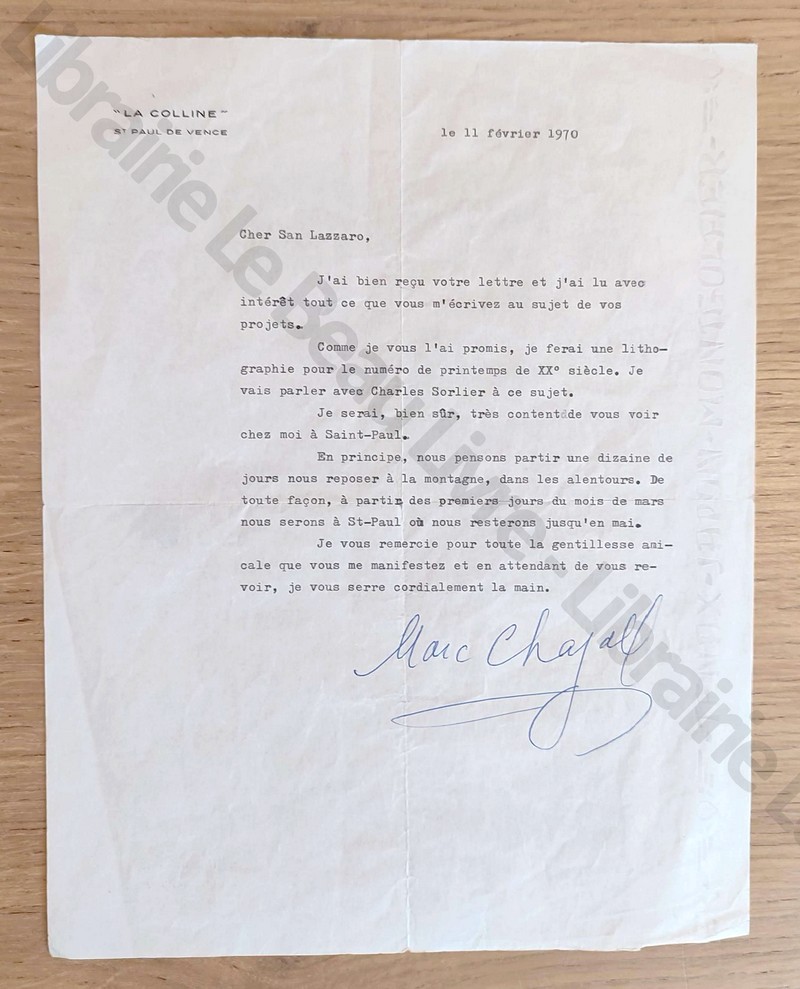 "LA COLLINE"
ST PAUL DE VENCE
le 11 février 1970
Cher San Lazzaro,
J'ai bien reçu votre lettre et j'ai lu avec
intérêt tout ce que vous m'écrivez au sujet de vos
projets.
Comme je vous l'ai promis, je ferai une litho-
graphie pour le numéro de printemps de XX° siècle. Je
vais parler avec Charles Sorlier à ce sujet.
Je serai, bien sûr, très content de vous voir
chez moi à Saint-Paul.
En principe, nous pensons partir une dizaine de
jours nous reposer à la montagne, dans les alentours. De
toute façon, à partir des premiers jours du mois de mars
nous serons à St-Paul où nous resterons jusqu'en mai.
Je vous remercie pour toute la gentillesse ami-
cale que vous me manifestez et en attendant de vous re-
voir, je vous serre cordialement la main.
Marc Chagall
Librairie Le Beau Livre - Librairie Le